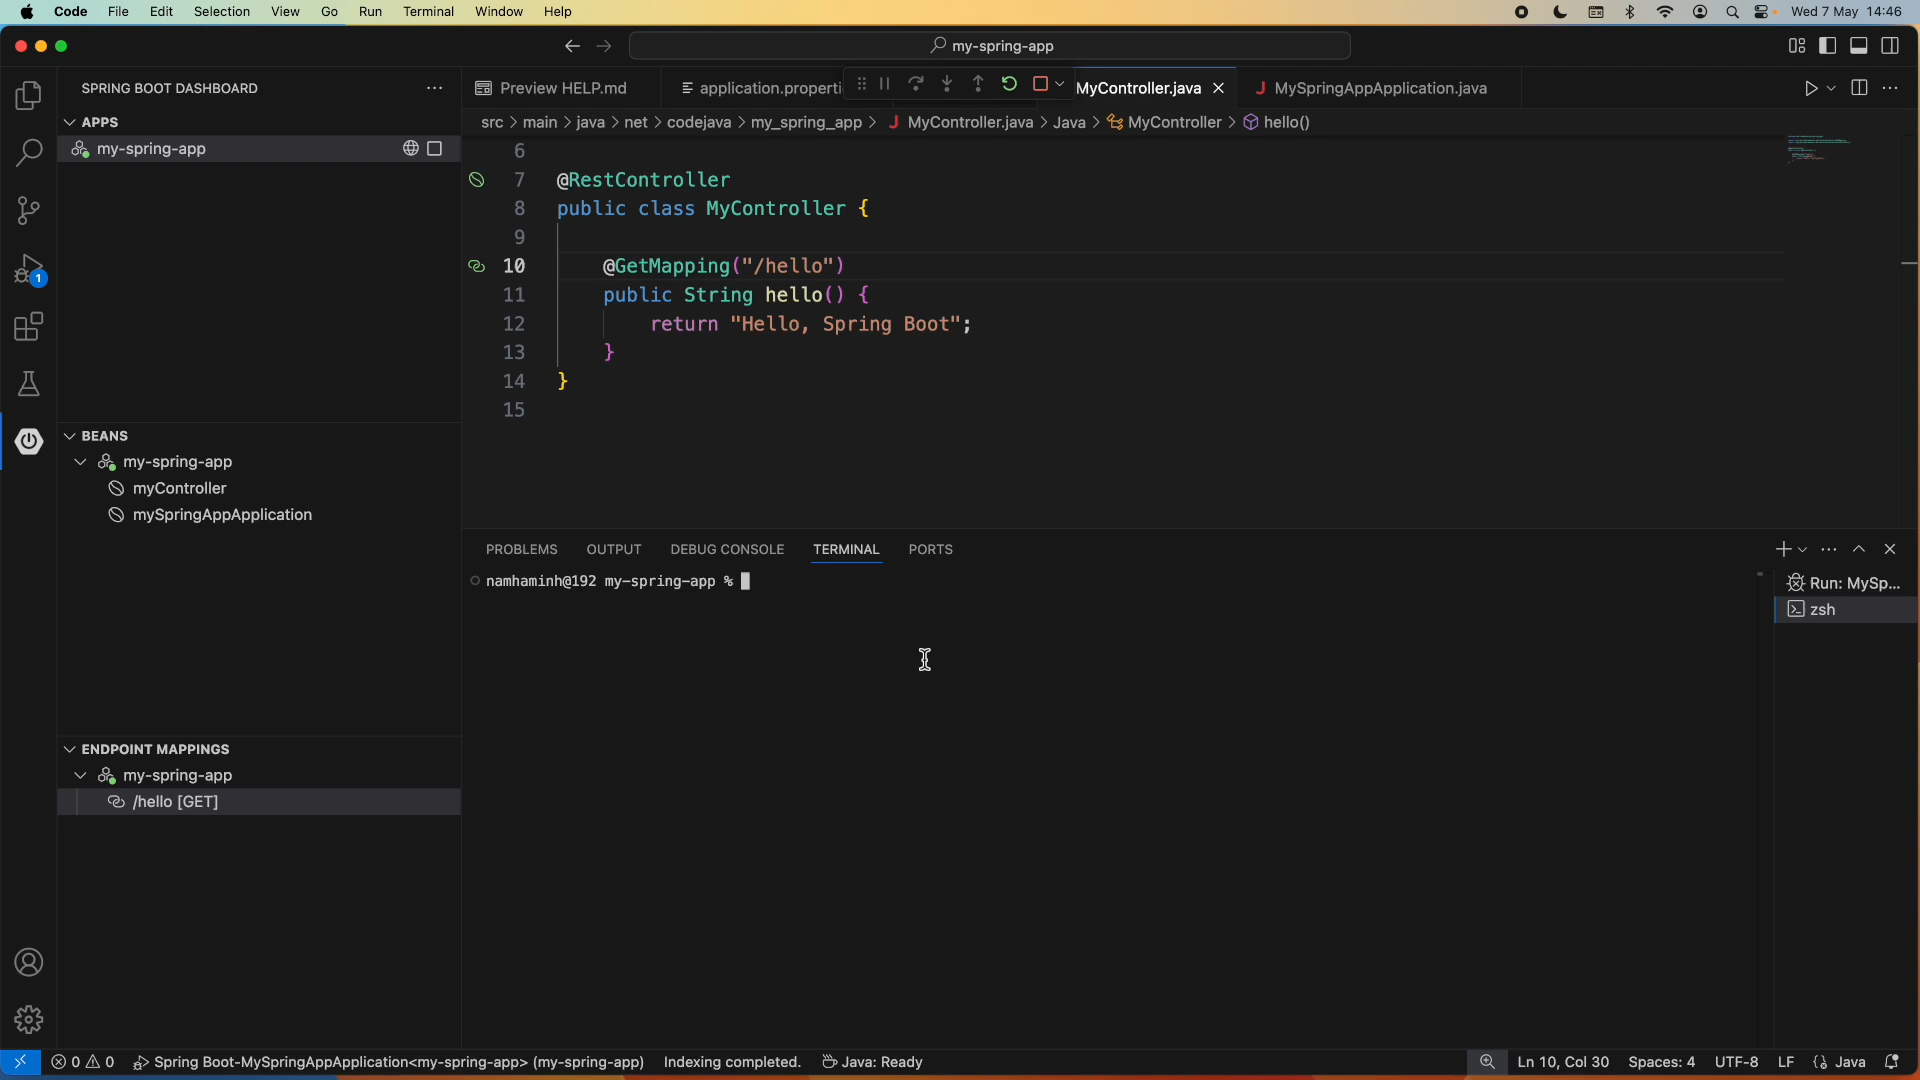 Code File Edit Selection View Go Run Terminal Window Help Wed 7 May 14:46
my-spring-app
SPRING BOOT DASHBOARD
APPS
my-spring-app
BEANS
my-spring-app
myController
mySpringAppApplication
ENDPOINT MAPPINGS
my-spring-app
/hello [GET]
Preview HELP.md application.properti MyController.java MySpringAppApplication.java
src > main > java > net > codejava > my_spring_app > MyController.java > Java > MyController > hello()
6
7 @RestController
8 public class MyController {
9
10 @GetMapping("/hello")
11 public String hello() {
12 return "Hello, Spring Boot";
13 }
14 }
15
PROBLEMS OUTPUT DEBUG CONSOLE TERMINAL PORTS
namhaminh@192 my-spring-app %
Run: MySp...
zsh
1
0 0 Spring Boot-MySpringAppApplication<my-spring-app> (my-spring-app) Indexing completed. Java: Ready Ln 10, Col 30 Spaces: 4 UTF-8 LF {} Java